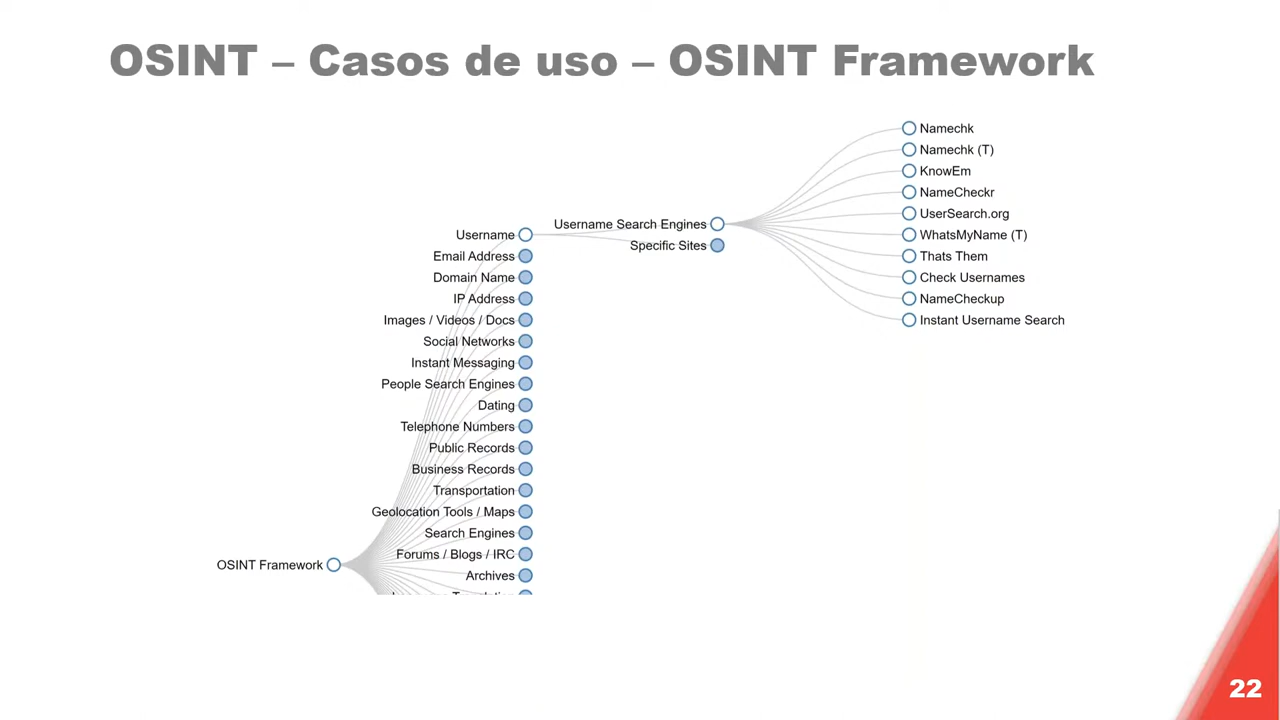 OSINT – Casos de uso – OSINT Framework
Namechk
Namechk (T)
KnowEm
NameCheckr
UserSearch.org
WhatsMyName (T)
Thats Them
Check Usernames
NameCheckup
Instant Username Search
Username Search Engines
Specific Sites
Username
Email Address
Domain Name
IP Address
Images / Videos / Docs
Social Networks
Instant Messaging
People Search Engines
Dating
Telephone Numbers
Public Records
Business Records
Transportation
Geolocation Tools / Maps
Search Engines
Forums / Blogs / IRC
Archives
OSINT Framework
22